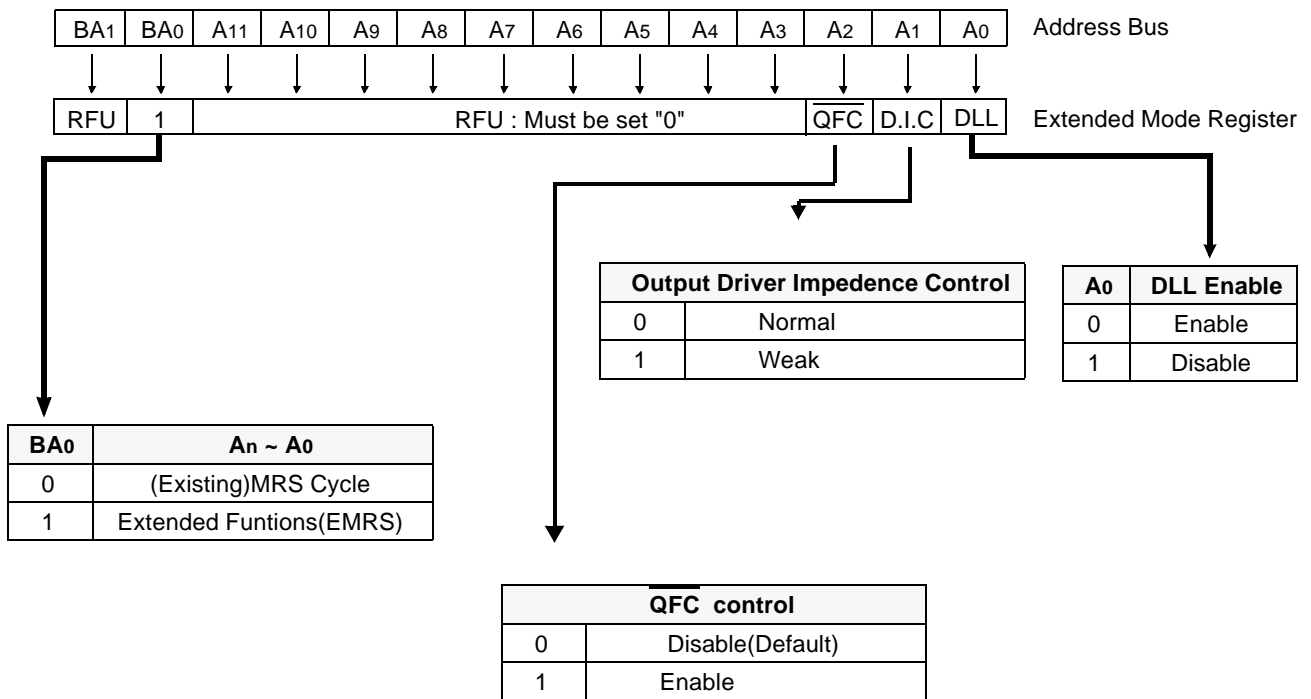 BA1 BA0 A11 A10 A9 A8 A7 A6 A5 A4 A3 A2 A1 A0 Address Bus
RFU 1 RFU : Must be set "0" QFC D.I.C DLL Extended Mode Register
Output Driver Impedence Control
0 Normal
1 Weak
A0 DLL Enable
0 Enable
1 Disable
BA0 An ~ A0
0 (Existing)MRS Cycle
1 Extended Funtions(EMRS)
QFC control
0 Disable(Default)
1 Enable